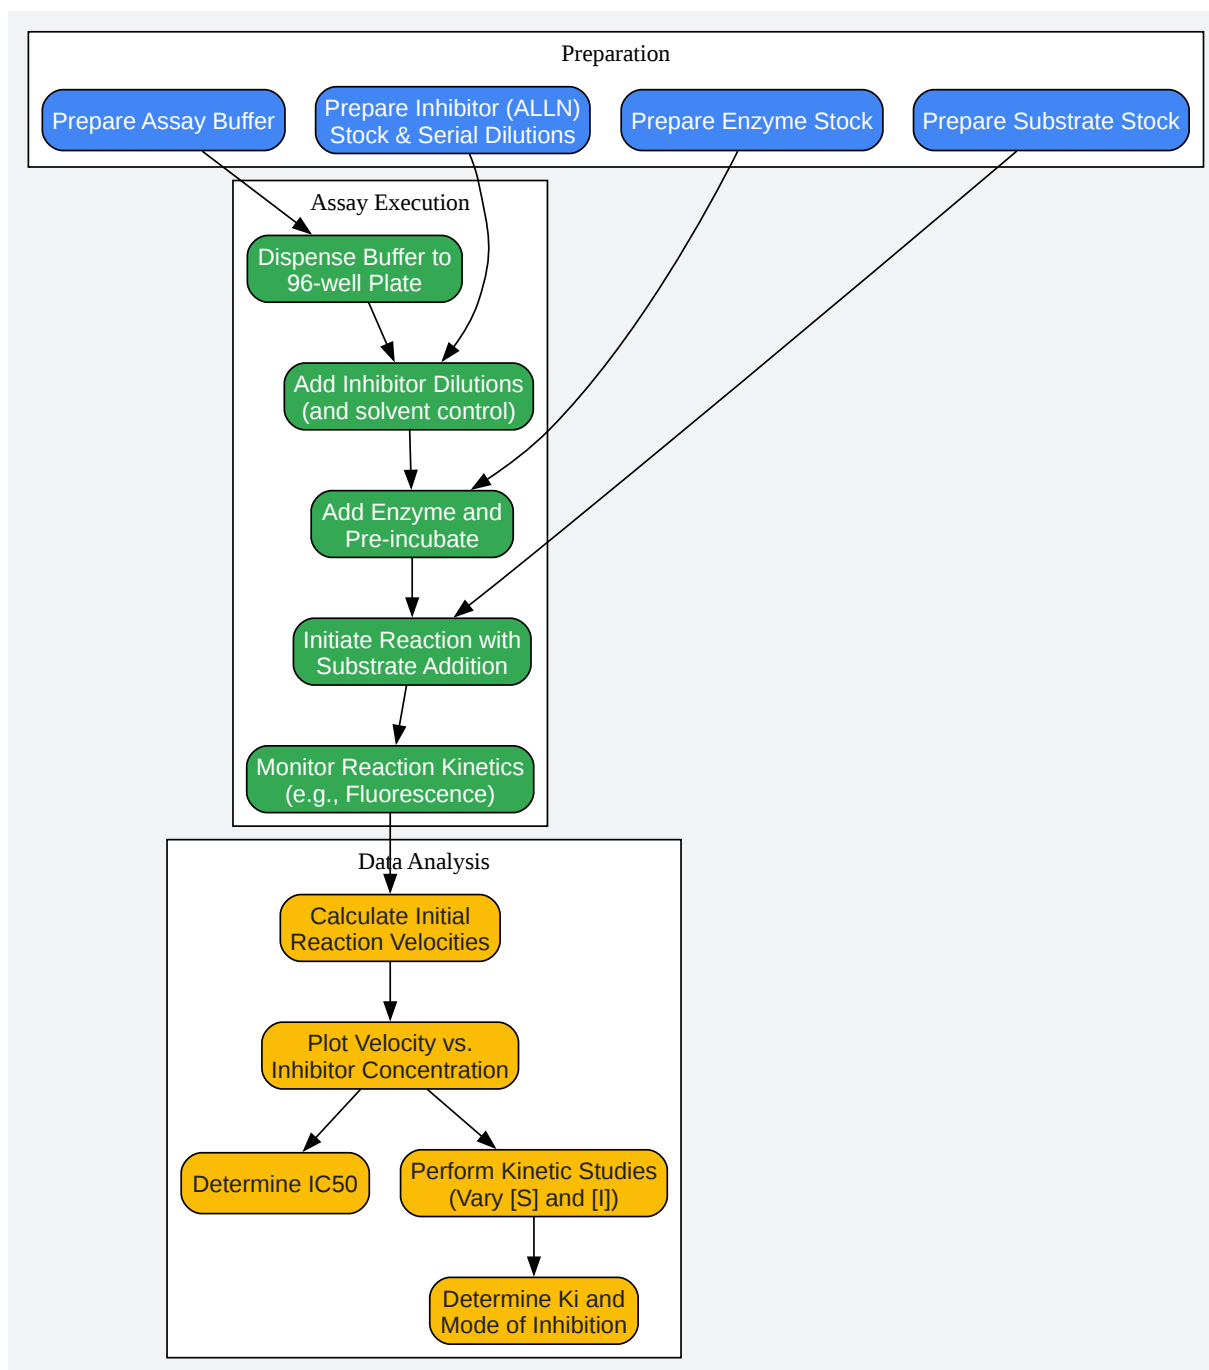 Preparation
Prepare Assay Buffer
Prepare Inhibitor (ALLN)
Stock & Serial Dilutions
Prepare Enzyme Stock
Prepare Substrate Stock
Assay Execution
Dispense Buffer to
96-well Plate
Add Inhibitor Dilutions
(and solvent control)
Add Enzyme and
Pre-incubate
Initiate Reaction with
Substrate Addition
Monitor Reaction Kinetics
(e.g., Fluorescence)
Data Analysis
Calculate Initial
Reaction Velocities
Plot Velocity vs.
Inhibitor Concentration
Determine IC50
Perform Kinetic Studies
(Vary [S] and [I])
Determine Ki and
Mode of Inhibition